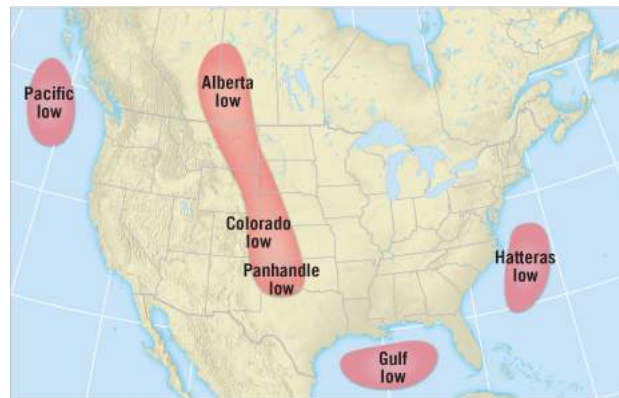 Pacific
low
Alberta
low
Colorado
low
Panhandle
low
Hatteras
low
Gulf
low